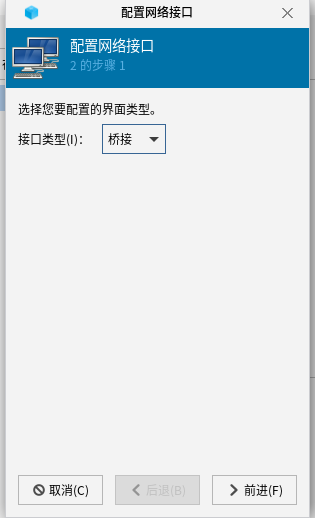 配置网络接口
配置网络接口
2 的步骤 1
选择您要配置的界面类型。
接口类型(I)：
桥接
取消(C)
后退(B)
前进(F)